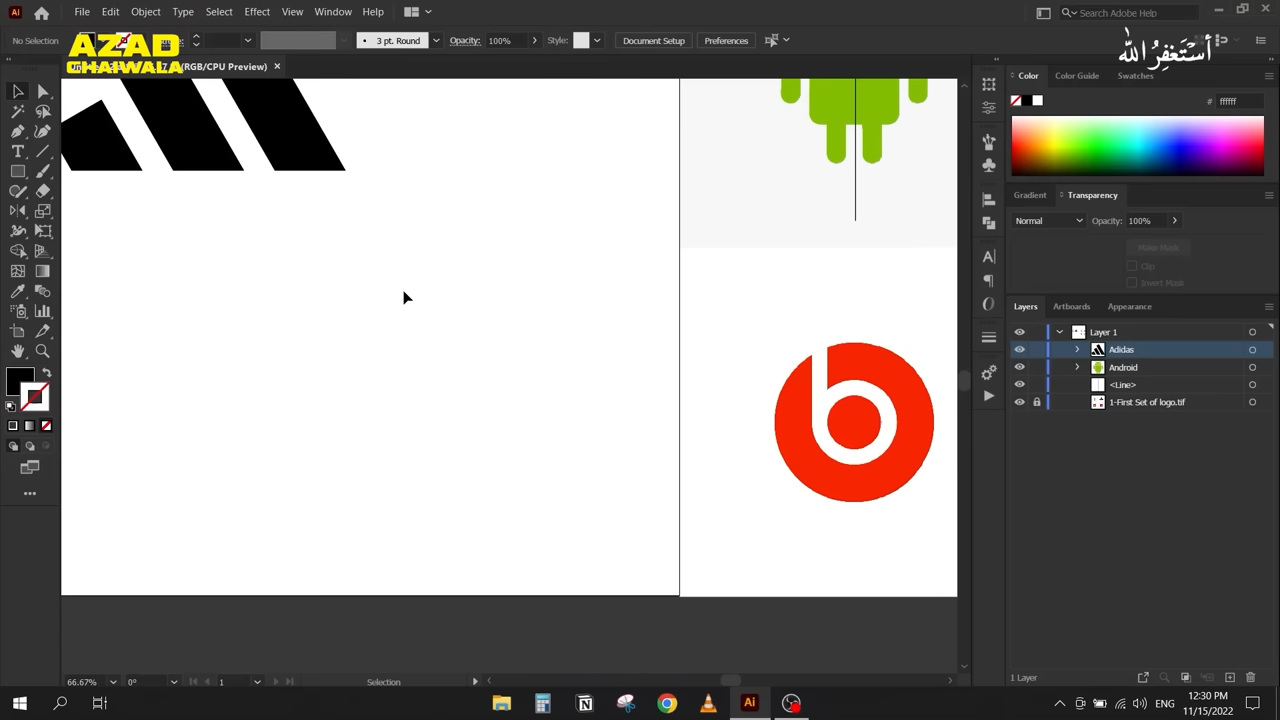 File Edit Object Type Select Effect View Window Help
Search Adobe Help
No Selection
3 pt. Round
Opacity: 100%
Style:
Document Setup
Preferences
AZAD
CHAIWALA
أستغفر الله
(RGB/CPU Preview)
Color Color Guide Swatches
# ffffff
Gradient Transparency
Normal Opacity: 100%
Make Mask
Clip
Invert Mask
Layers Artboards Appearance
Layer 1
Adidas
Android
<Line>
1-First Set of logo.tif
66.67% 0° 1 Selection
1 Layer
ENG
12:30 PM
11/15/2022